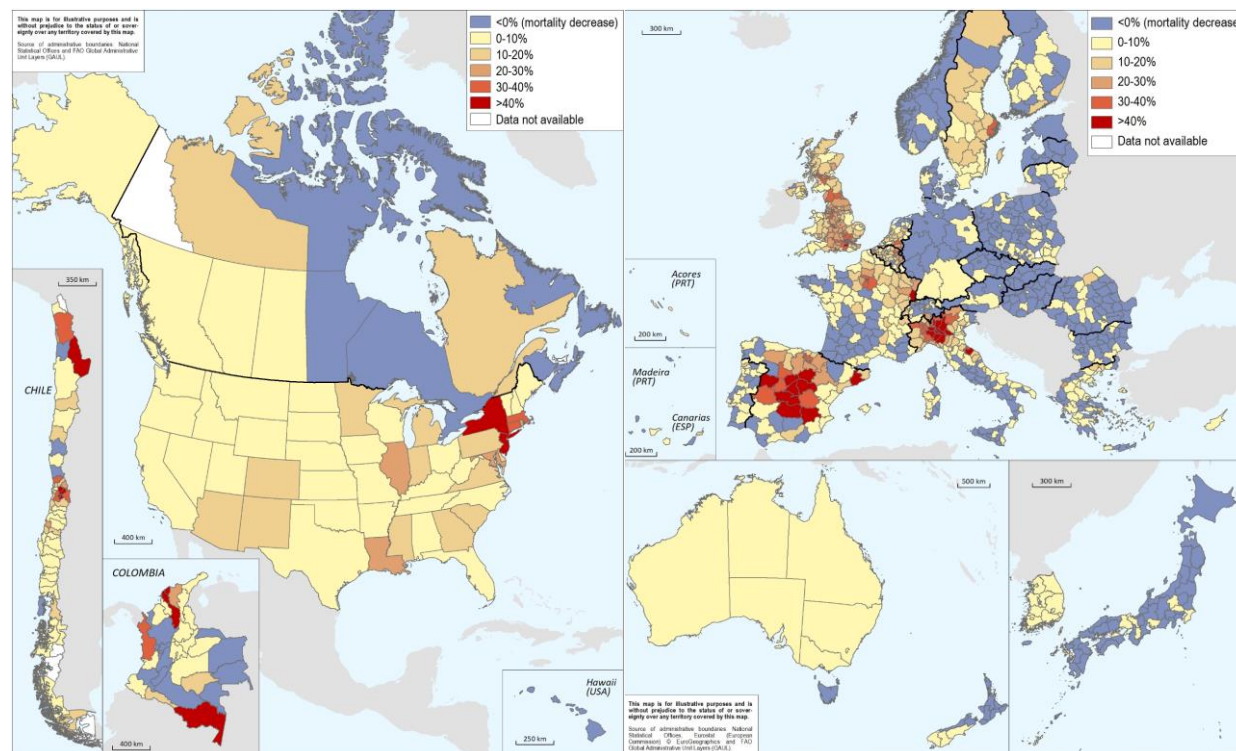 This map is for illustrative purposes and is
without prejudice to the status of or sover-
eignty over any territory covered by this map.
Source of administrative boundaries: National
Statistical Offices and FAO Global Administrative
Unit Layers (GAUL).
<0% (mortality decrease)
0-10%
10-20%
20-30%
30-40%
>40%
Data not available
350 km
CHILE
400 km
COLOMBIA
400 km
Hawaii
(USA)
250 km
300 km
<0% (mortality decrease)
0-10%
10-20%
20-30%
30-40%
>40%
Data not available
Acores
(PRT)
200 km
Madeira
(PRT)
Canarias
(ESP)
200 km
500 km
300 km
This map is for illustrative purposes and is
without prejudice to the status of or sover-
eignty over any territory covered by this map.
Source of administrative boundaries: National
Statistical Offices, Eurostat (European
Commission) © EuroGeographics and FAO
Global Administrative Unit Layers (GAUL)